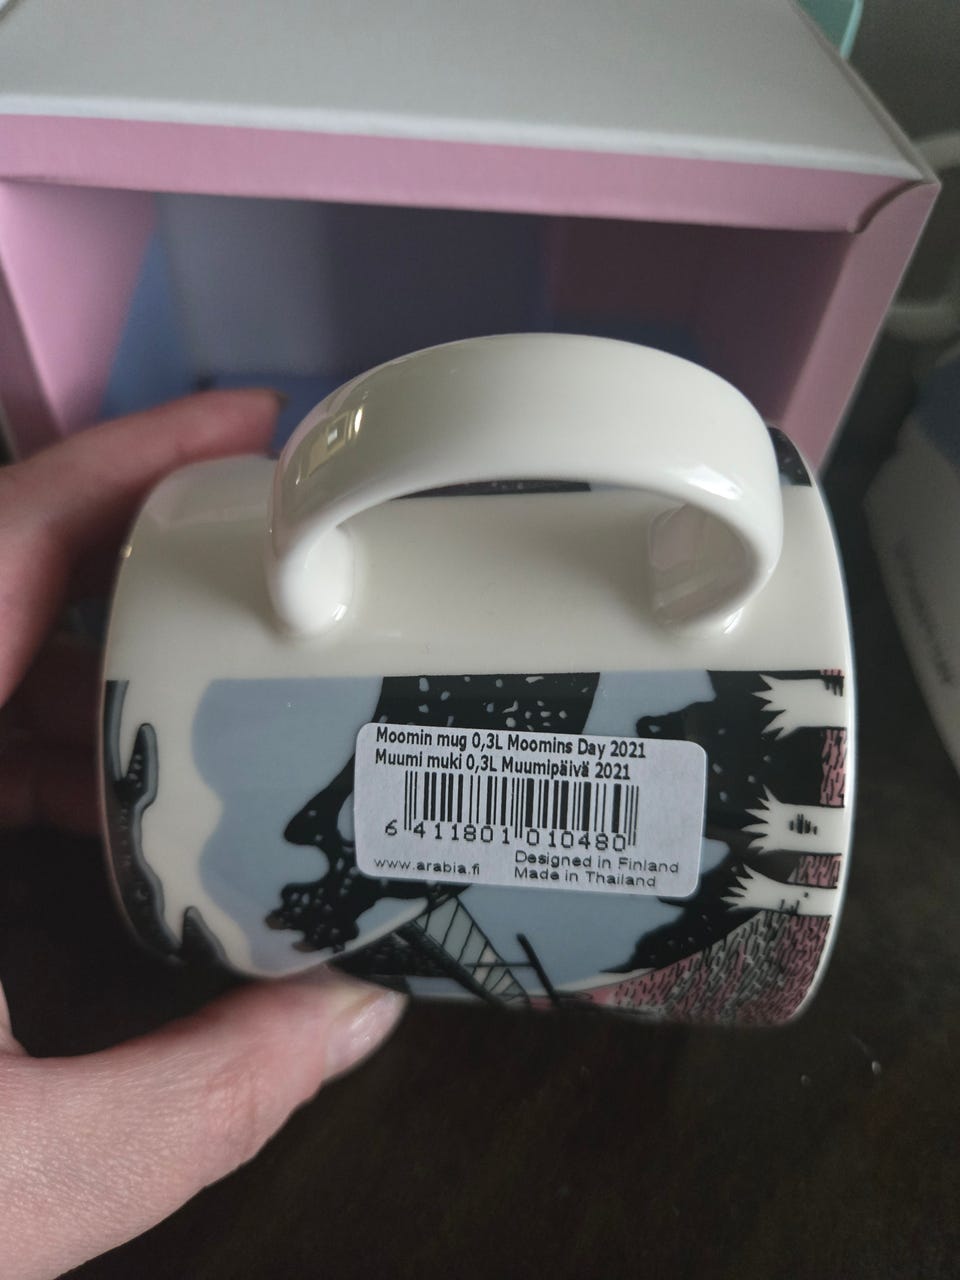 Moomin mug 0,3L Moomins Day 2021
Muumi muki 0,3L Muumipäivä 2021
6 411801 010480
www.arabia.fi
Designed in Finland
Made in Thailand